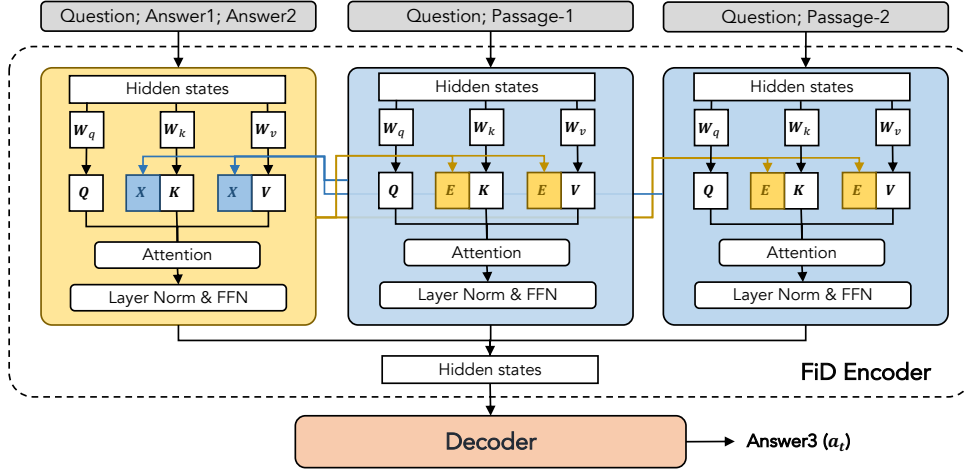 Question; Answer1; Answer2
Question; Passage-1
Question; Passage-2
Hidden states
Hidden states
Hidden states
W_q W_k W_v
W_q W_k W_v
W_q W_k W_v
Q X K X V
Q E K E V
Q E K E V
Attention
Attention
Attention
Layer Norm & FFN
Layer Norm & FFN
Layer Norm & FFN
Hidden states
FiD Encoder
Decoder
Answer3 (a_t)